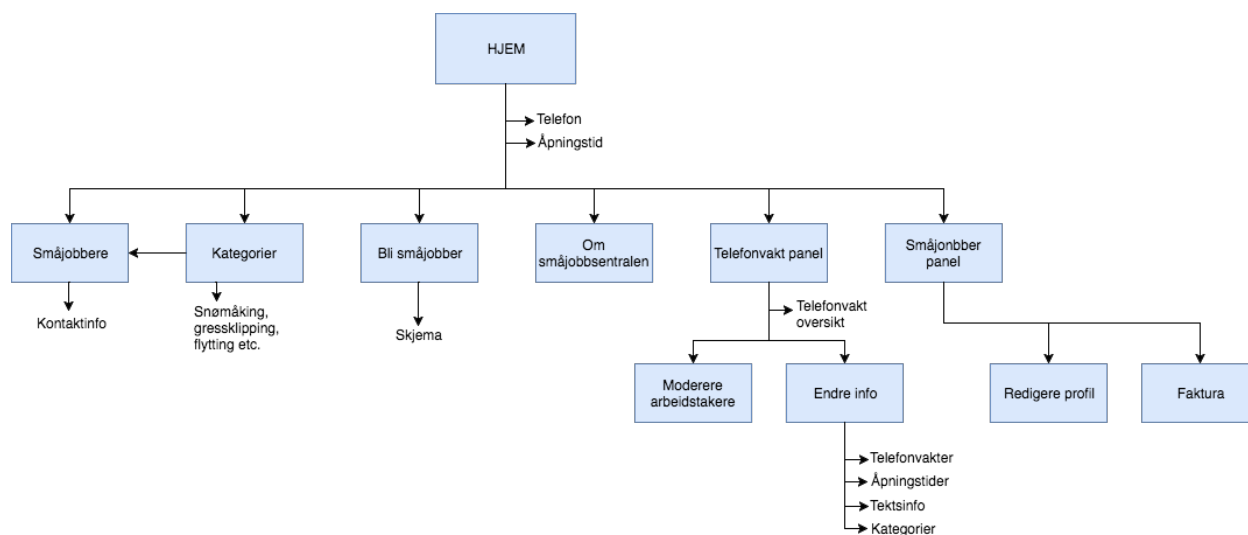 HJEM
Telefon
Åpningstid
Småjobbere
Kategorier
Bli småjobber
Om
småjobbsentralen
Telefonvakt panel
Småjonbber
panel
Kontaktinfo
Snømåking,
gressklipping,
flytting etc.
Skjema
Telefonvakt
oversikt
Moderere
arbeidstakere
Endre info
Redigere profil
Faktura
Telefonvakter
Åpningstider
Tektsinfo
Kategorier